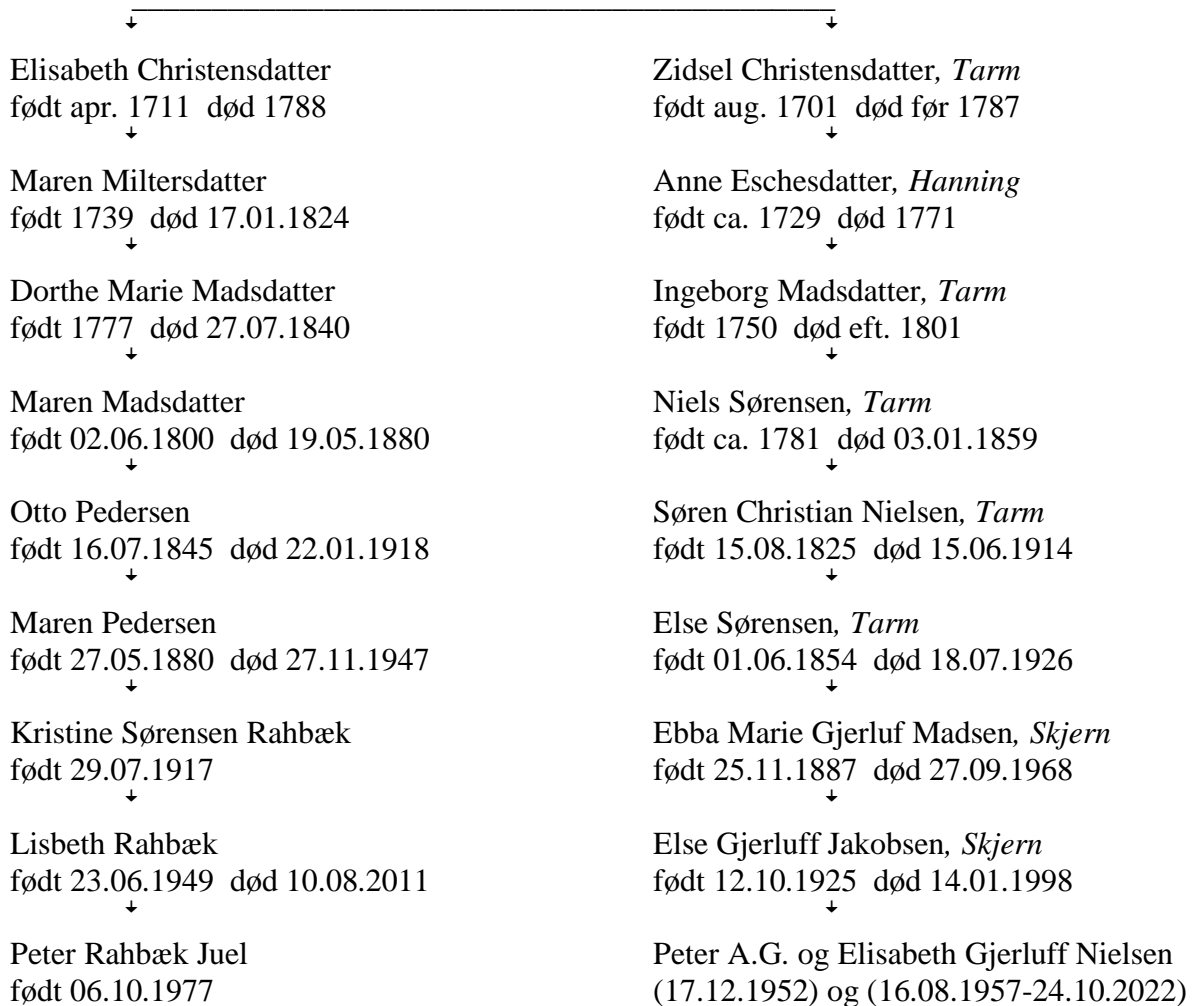 Elisabeth Christensdatter
født apr. 1711 død 1788
Maren Miltersdatter
født 1739 død 17.01.1824
Dorthe Marie Madsdatter
født 1777 død 27.07.1840
Maren Madsdatter
født 02.06.1800 død 19.05.1880
Otto Pedersen
født 16.07.1845 død 22.01.1918
Maren Pedersen
født 27.05.1880 død 27.11.1947
Kristine Sørensen Rahbæk
født 29.07.1917
Lisbeth Rahbæk
født 23.06.1949 død 10.08.2011
Peter Rahbæk Juel
født 06.10.1977
Zidsel Christensdatter, Tarm
født aug. 1701 død før 1787
Anne Eschesdatter, Hanning
født ca. 1729 død 1771
Ingeborg Madsdatter, Tarm
født 1750 død eft. 1801
Niels Sørensen, Tarm
født ca. 1781 død 03.01.1859
Søren Christian Nielsen, Tarm
født 15.08.1825 død 15.06.1914
Else Sørensen, Tarm
født 01.06.1854 død 18.07.1926
Ebba Marie Gjerluf Madsen, Skjern
født 25.11.1887 død 27.09.1968
Else Gjerluff Jakobsen, Skjern
født 12.10.1925 død 14.01.1998
Peter A.G. og Elisabeth Gjerluff Nielsen
(17.12.1952) og (16.08.1957-24.10.2022)